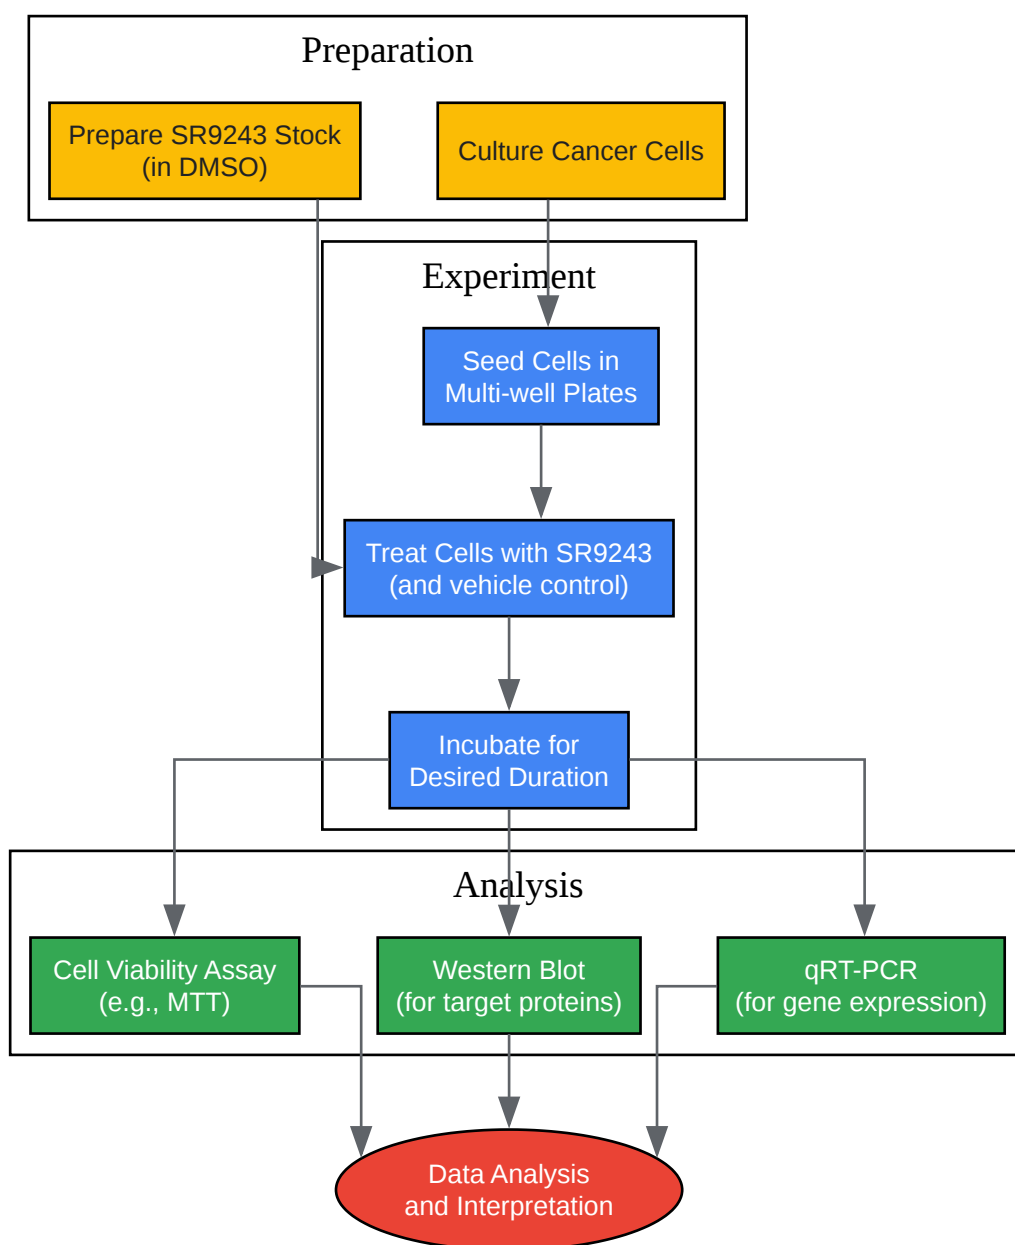 Preparation
Prepare SR9243 Stock
(in DMSO)
Culture Cancer Cells
Experiment
Seed Cells in
Multi-well Plates
Treat Cells with SR9243
(and vehicle control)
Incubate for
Desired Duration
Analysis
Cell Viability Assay
(e.g., MTT)
Western Blot
(for target proteins)
qRT-PCR
(for gene expression)
Data Analysis
and Interpretation